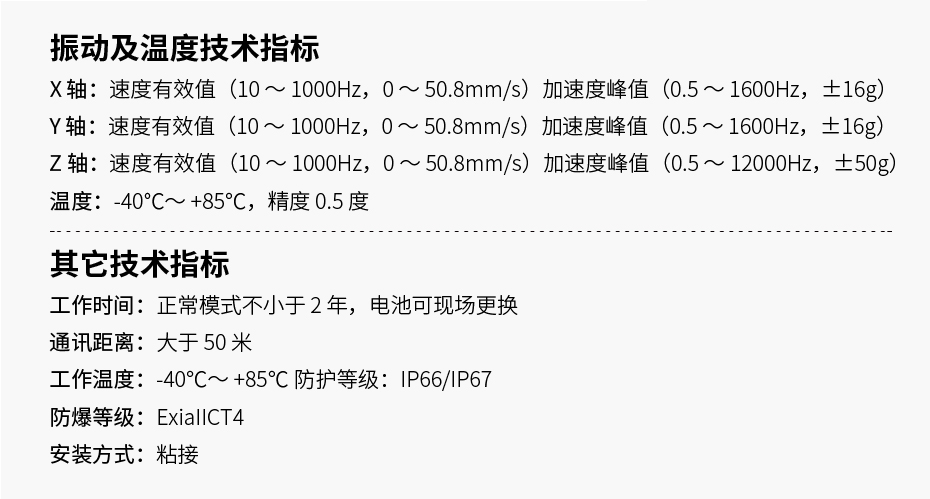 振动及温度技术指标
X 轴：速度有效值（10 ～ 1000Hz，0 ～ 50.8mm/s）加速度峰值（0.5 ～ 1600Hz，±16g）
Y 轴：速度有效值（10 ～ 1000Hz，0 ～ 50.8mm/s）加速度峰值（0.5 ～ 1600Hz，±16g）
Z 轴：速度有效值（10 ～ 1000Hz，0 ～ 50.8mm/s）加速度峰值（0.5 ～ 12000Hz，±50g）
温度：-40℃～ +85℃，精度 0.5 度
其它技术指标
工作时间：正常模式不小于 2 年，电池可现场更换
通讯距离：大于 50 米
工作温度：-40℃～ +85℃ 防护等级：IP66/IP67
防爆等级：ExiaIICT4
安装方式：粘接